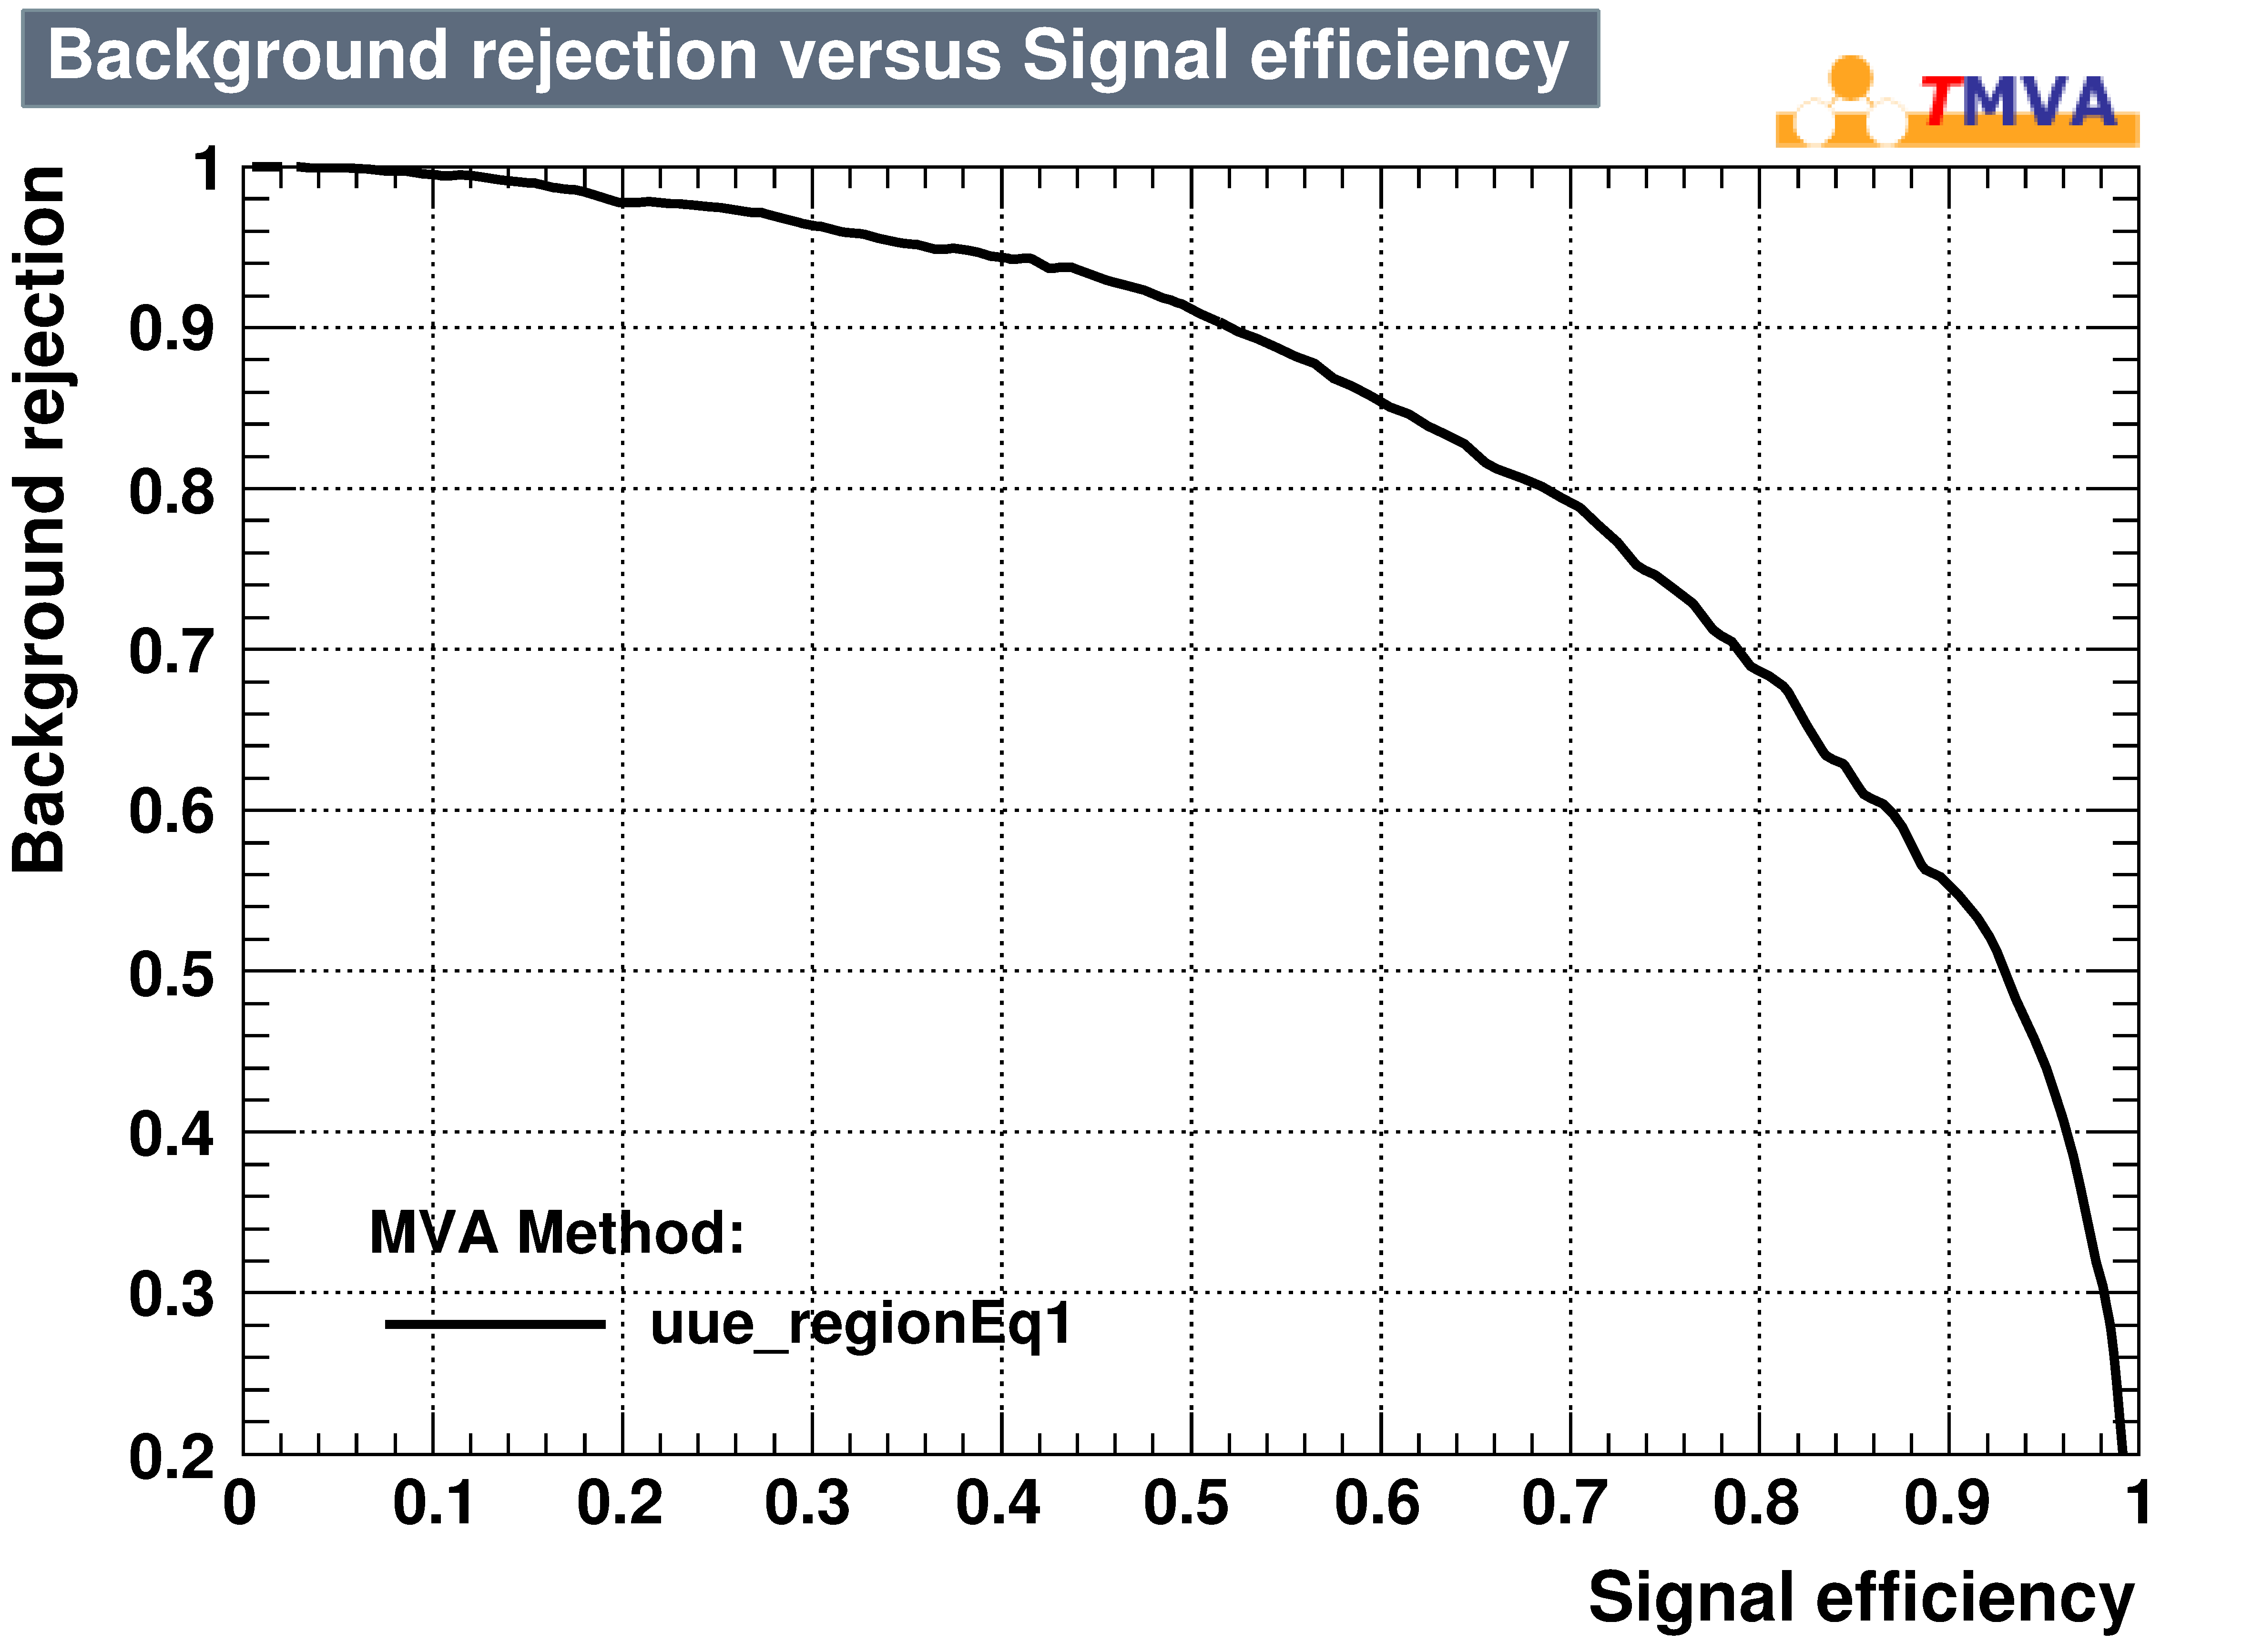 Background rejection versus Signal efficiency
TMVA
Background rejection
1
0.9
0.8
0.7
0.6
0.5
0.4
0.3
0.2
MVA Method:
uue_regionEq1
0 0.1 0.2 0.3 0.4 0.5 0.6 0.7 0.8 0.9 1
Signal efficiency